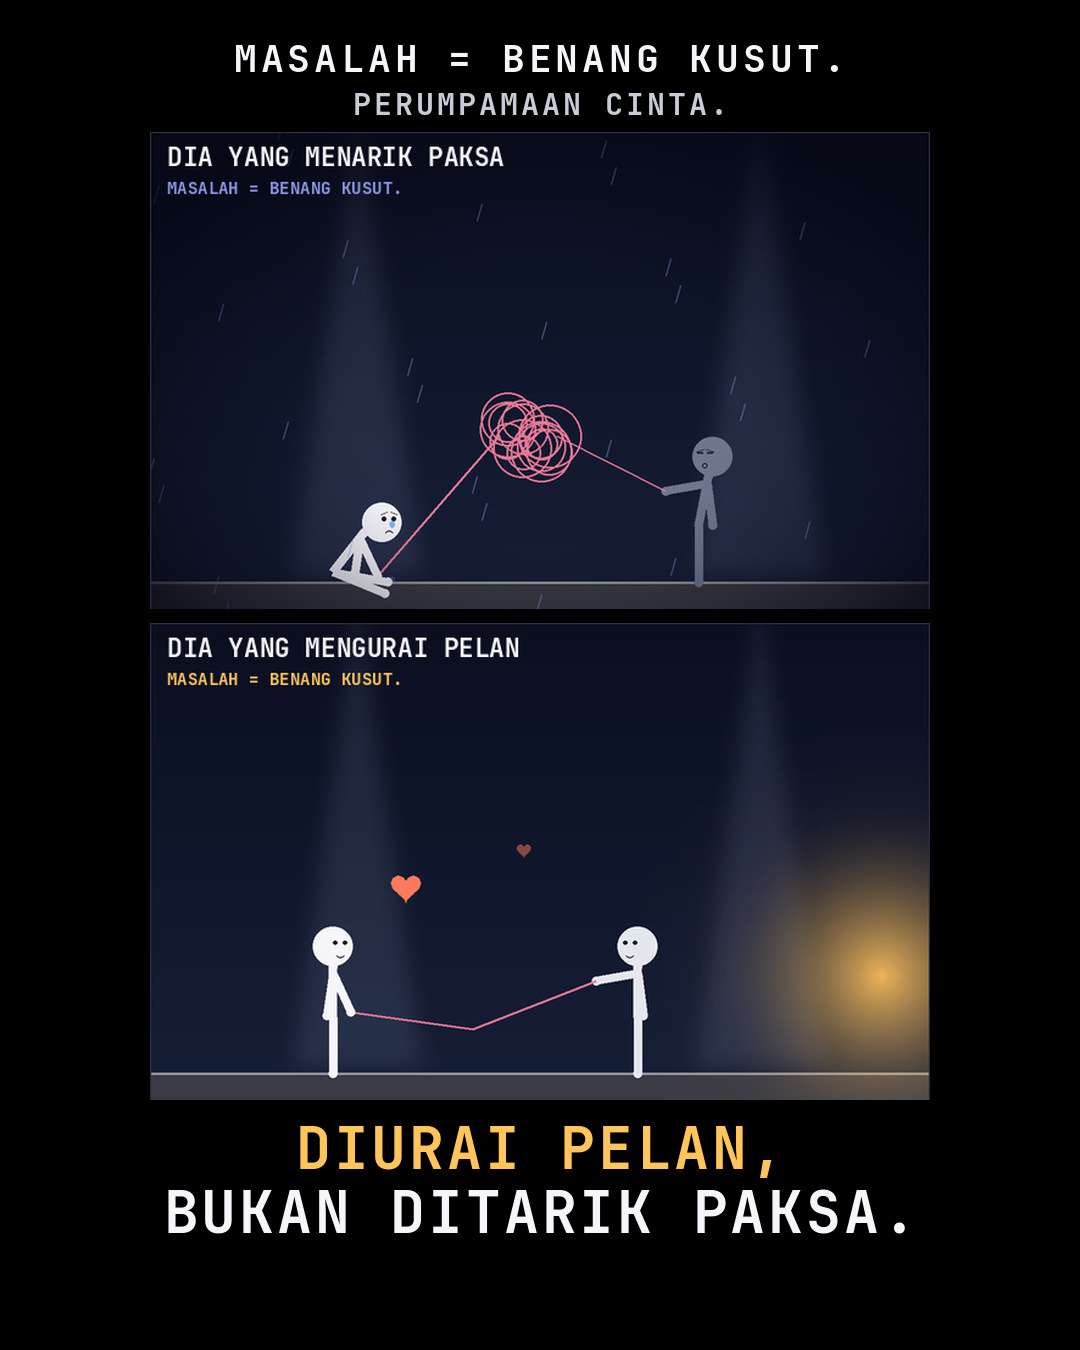 MASALAH = BENANG KUSUT.
PERUMPAMAAN CINTA.
DIA YANG MENARIK PAKSA
MASALAH = BENANG KUSUT.
DIA YANG MENGURAI PELAN
MASALAH = BENANG KUSUT.
DIURAI PELAN,
BUKAN DITARIK PAKSA.